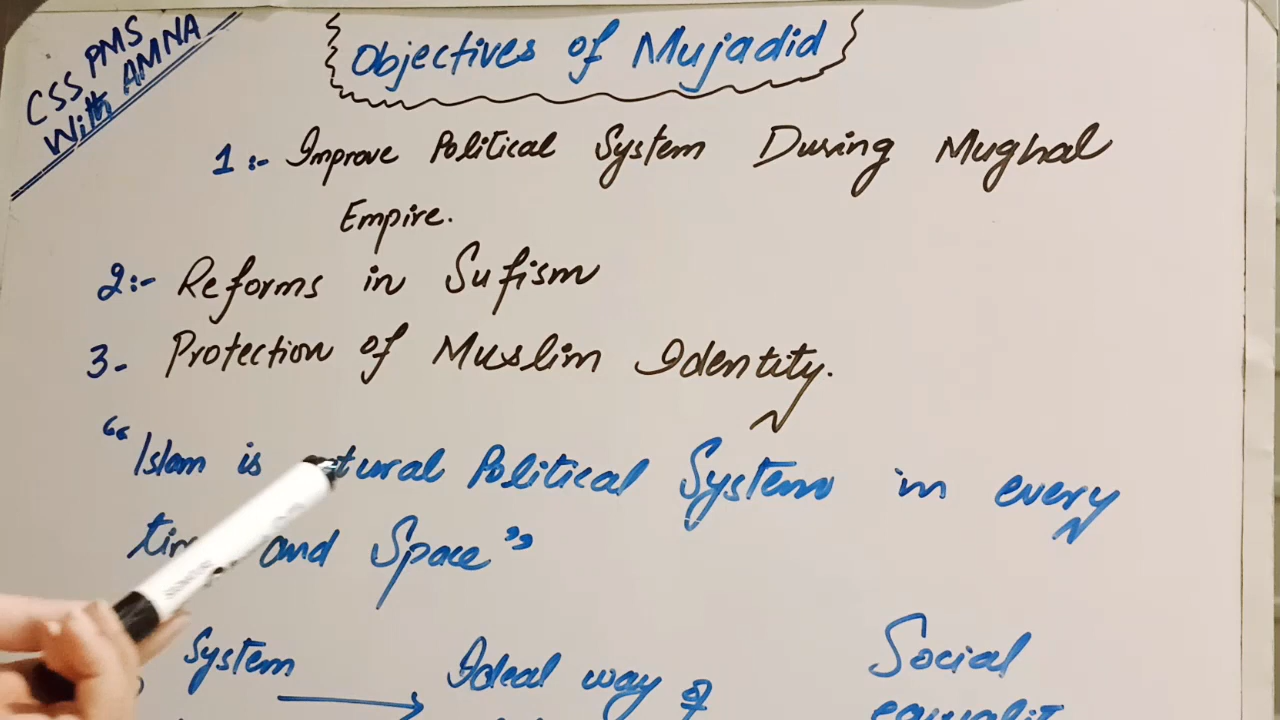 CSS PMS
With AMNA
Objectives of Mujadid
1:- Improve Political System During Mughal
Empire.
2:- Reforms in Sufism
3- Protection of Muslim Identity.
"Islam is Political System in every
and Space"
System → Ideal way of
Social